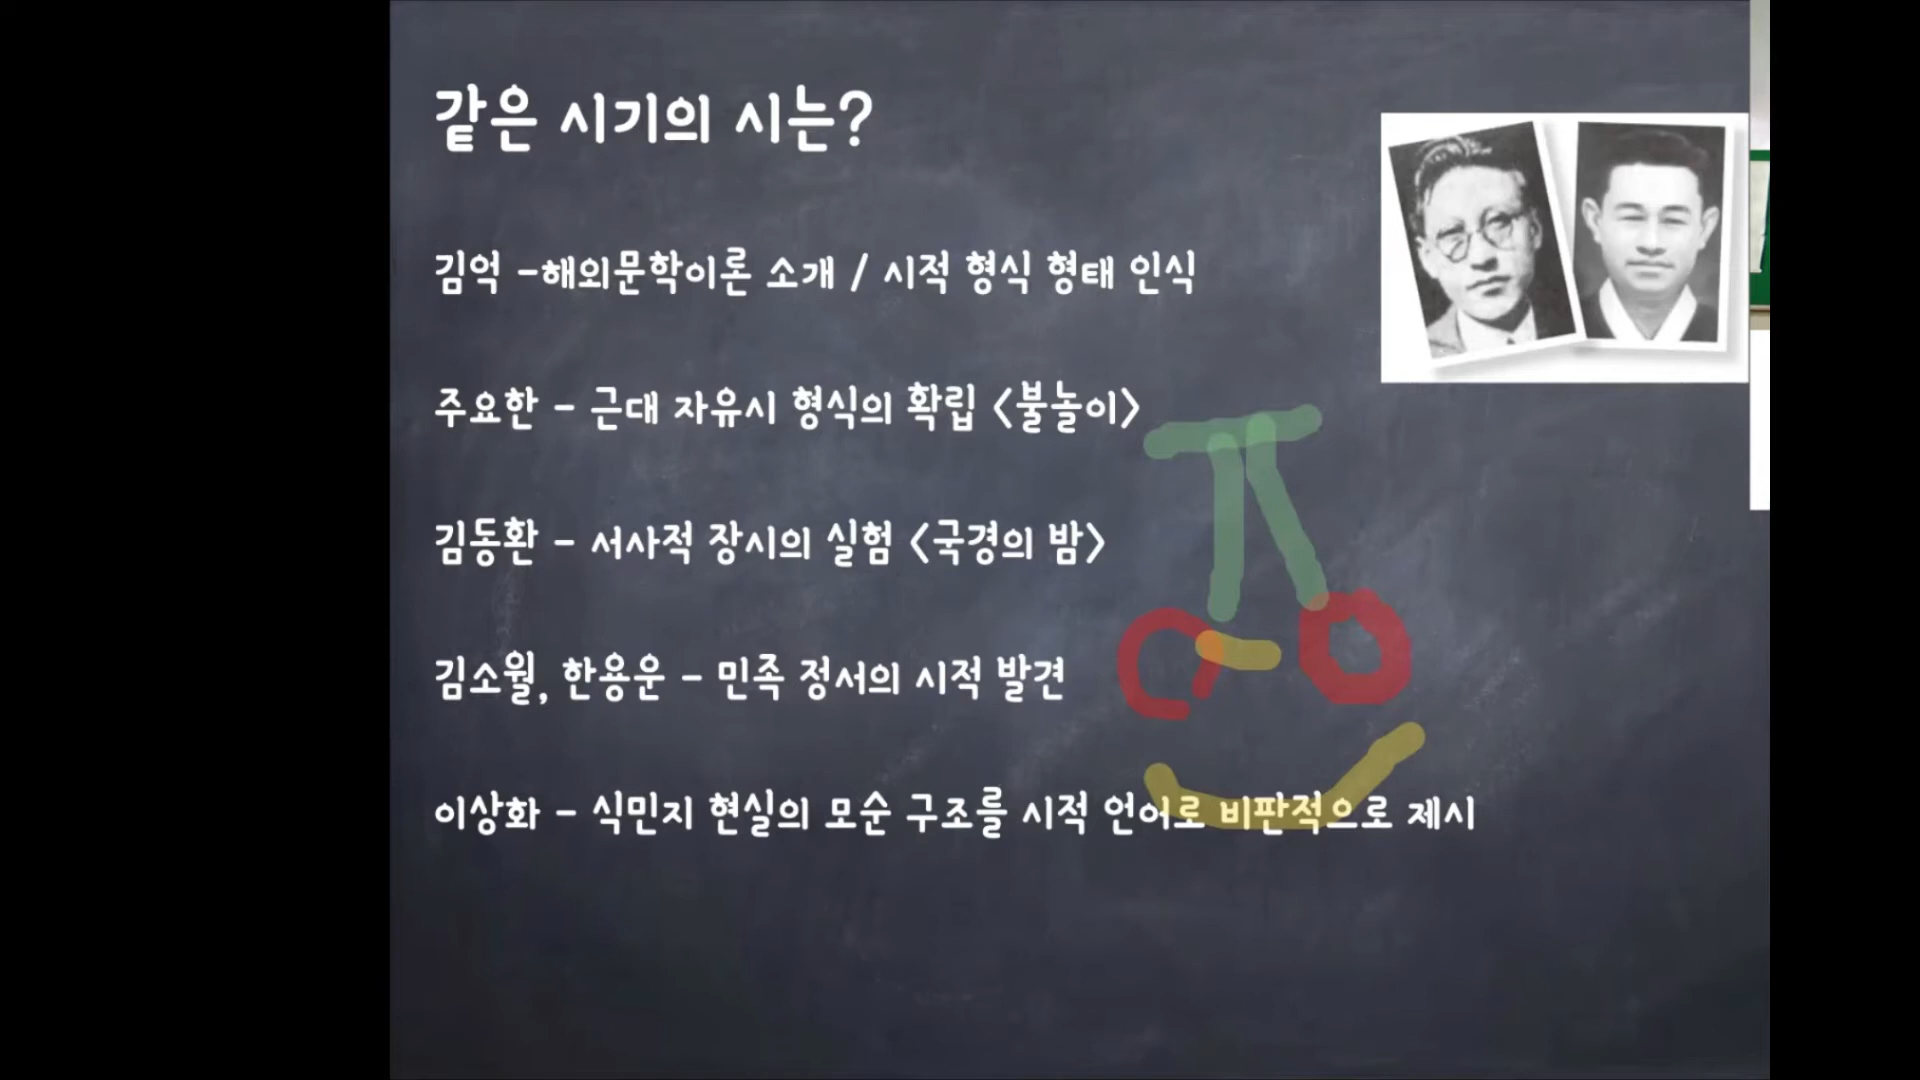 같은 시기의 시는?
김억 -해외문학이론 소개 / 시적 형식 형태 인식
주요한 - 근대 자유시 형식의 확립 <불놀이>
김동환 - 서사적 장시의 실험 <국경의 밤>
김소월, 한용운 - 민족 정서의 시적 발견
이상화 - 식민지 현실의 모순 구조를 시적 언어로 비판적으로 제시